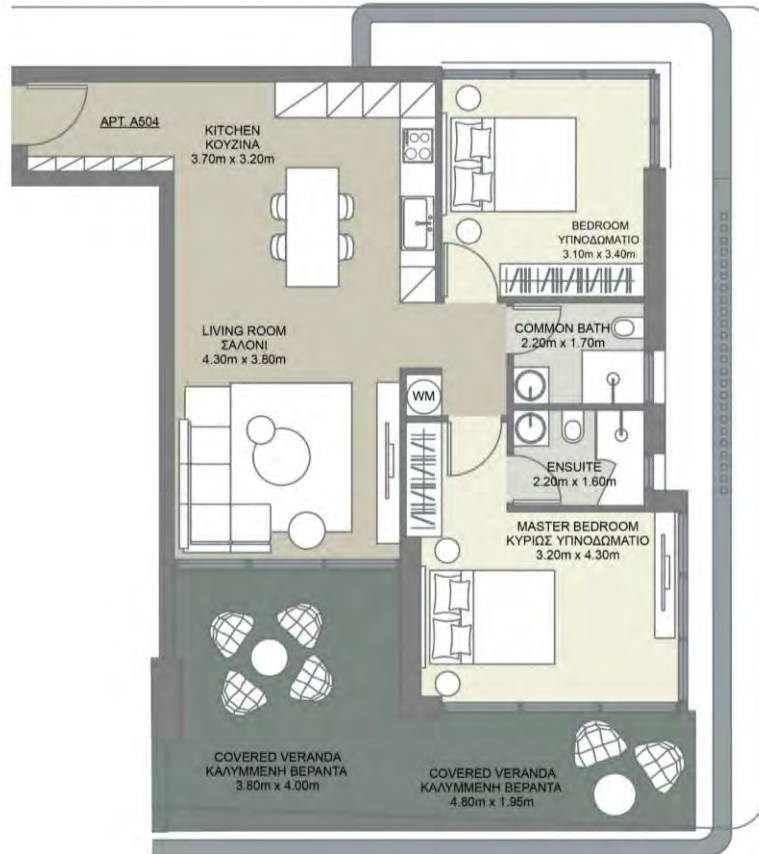 APT. A504
KITCHEN
ΚΟΥΖΙΝΑ
3.70m x 3.20m
BEDROOM
ΥΠΝΟΔΩΜΑΤΙΟ
3.10m x 3.40m
LIVING ROOM
ΣΑΛΟΝΙ
4.30m x 3.80m
COMMON BATH
2.20m x 1.70m
WM
ENSUITE
2.20m x 1.60m
MASTER BEDROOM
ΚΥΡΙΩΣ ΥΠΝΟΔΩΜΑΤΙΟ
3.20m x 4.30m
COVERED VERANDA
ΚΑΛΥΜΜΕΝΗ ΒΕΡΑΝΤΑ
3.80m x 4.00m
COVERED VERANDA
ΚΑΛΥΜΜΕΝΗ ΒΕΡΑΝΤΑ
4.80m x 1.95m